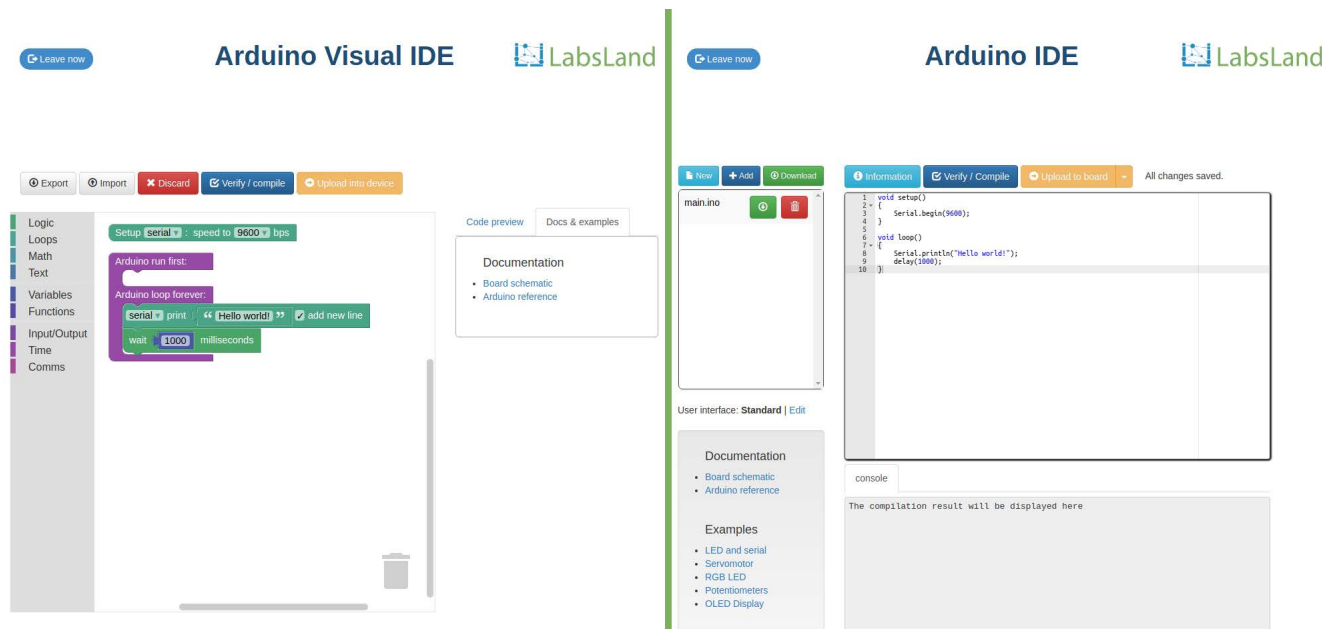 Leave now
Arduino Visual IDE
LabsLand
Export
Import
Discard
Verify / compile
Upload into device
Logic
Loops
Math
Text
Variables
Functions
Input/Output
Time
Comms
Setup serial : speed to 9600 bps
Arduino run first:
Arduino loop forever:
serial print “ Hello world! ” add new line
wait 1000 milliseconds
Code preview
Docs & examples
Documentation
Board schematic
Arduino reference
Leave now
Arduino IDE
LabsLand
New
Add
Download
main.ino
User interface: Standard | Edit
Documentation
Board schematic
Arduino reference
Examples
LED and serial
Servomotor
RGB LED
Potentiometers
OLED Display
Information
Verify / Compile
Upload to board
All changes saved.
1 void setup()
2 {
3 Serial.begin(9600);
4 }
5
6 void loop()
7 {
8 Serial.println("Hello world!");
9 delay(1000);
10 }
console
The compilation result will be displayed here